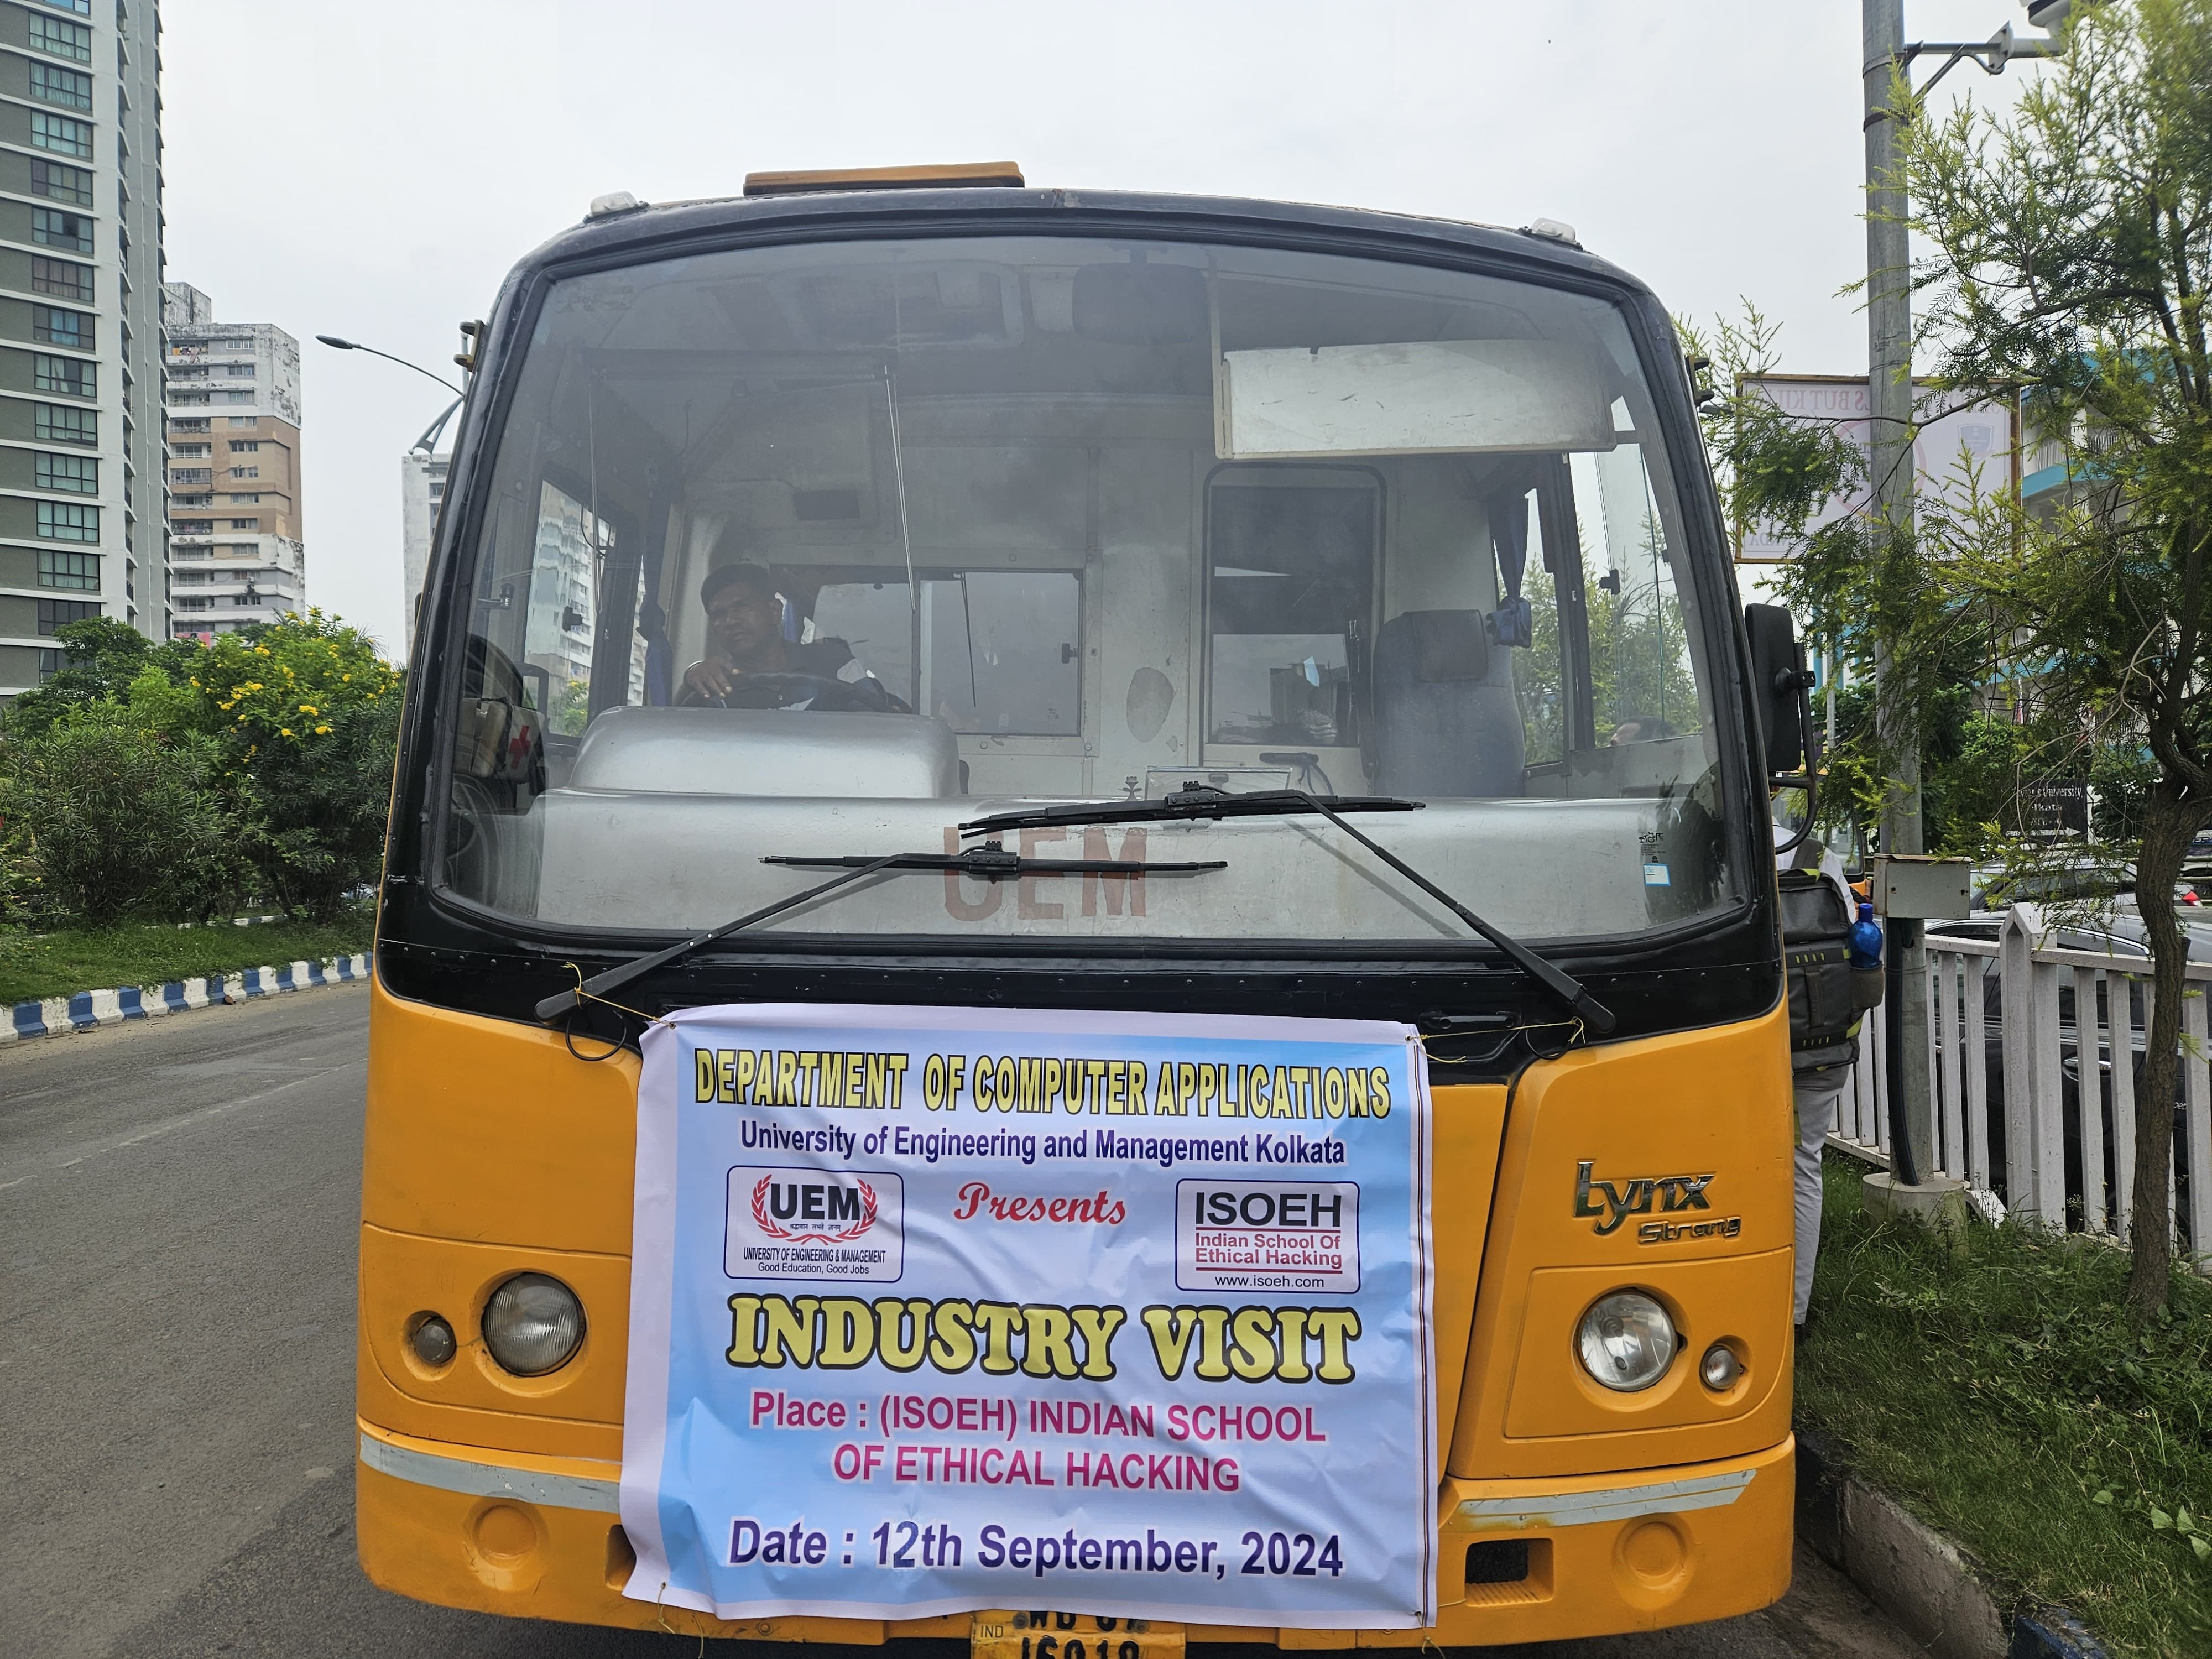 UEM
DEPARTMENT OF COMPUTER APPLICATIONS
University of Engineering and Management Kolkata
UEM
UNIVERSITY OF ENGINEERING & MANAGEMENT
Good Education, Good Jobs
Presents
ISOEH
Indian School Of
Ethical Hacking
www.isoeh.com
INDUSTRY VISIT
Place : (ISOEH) INDIAN SCHOOL
OF ETHICAL HACKING
Date : 12th September, 2024
Lynx
Strong
IND
University